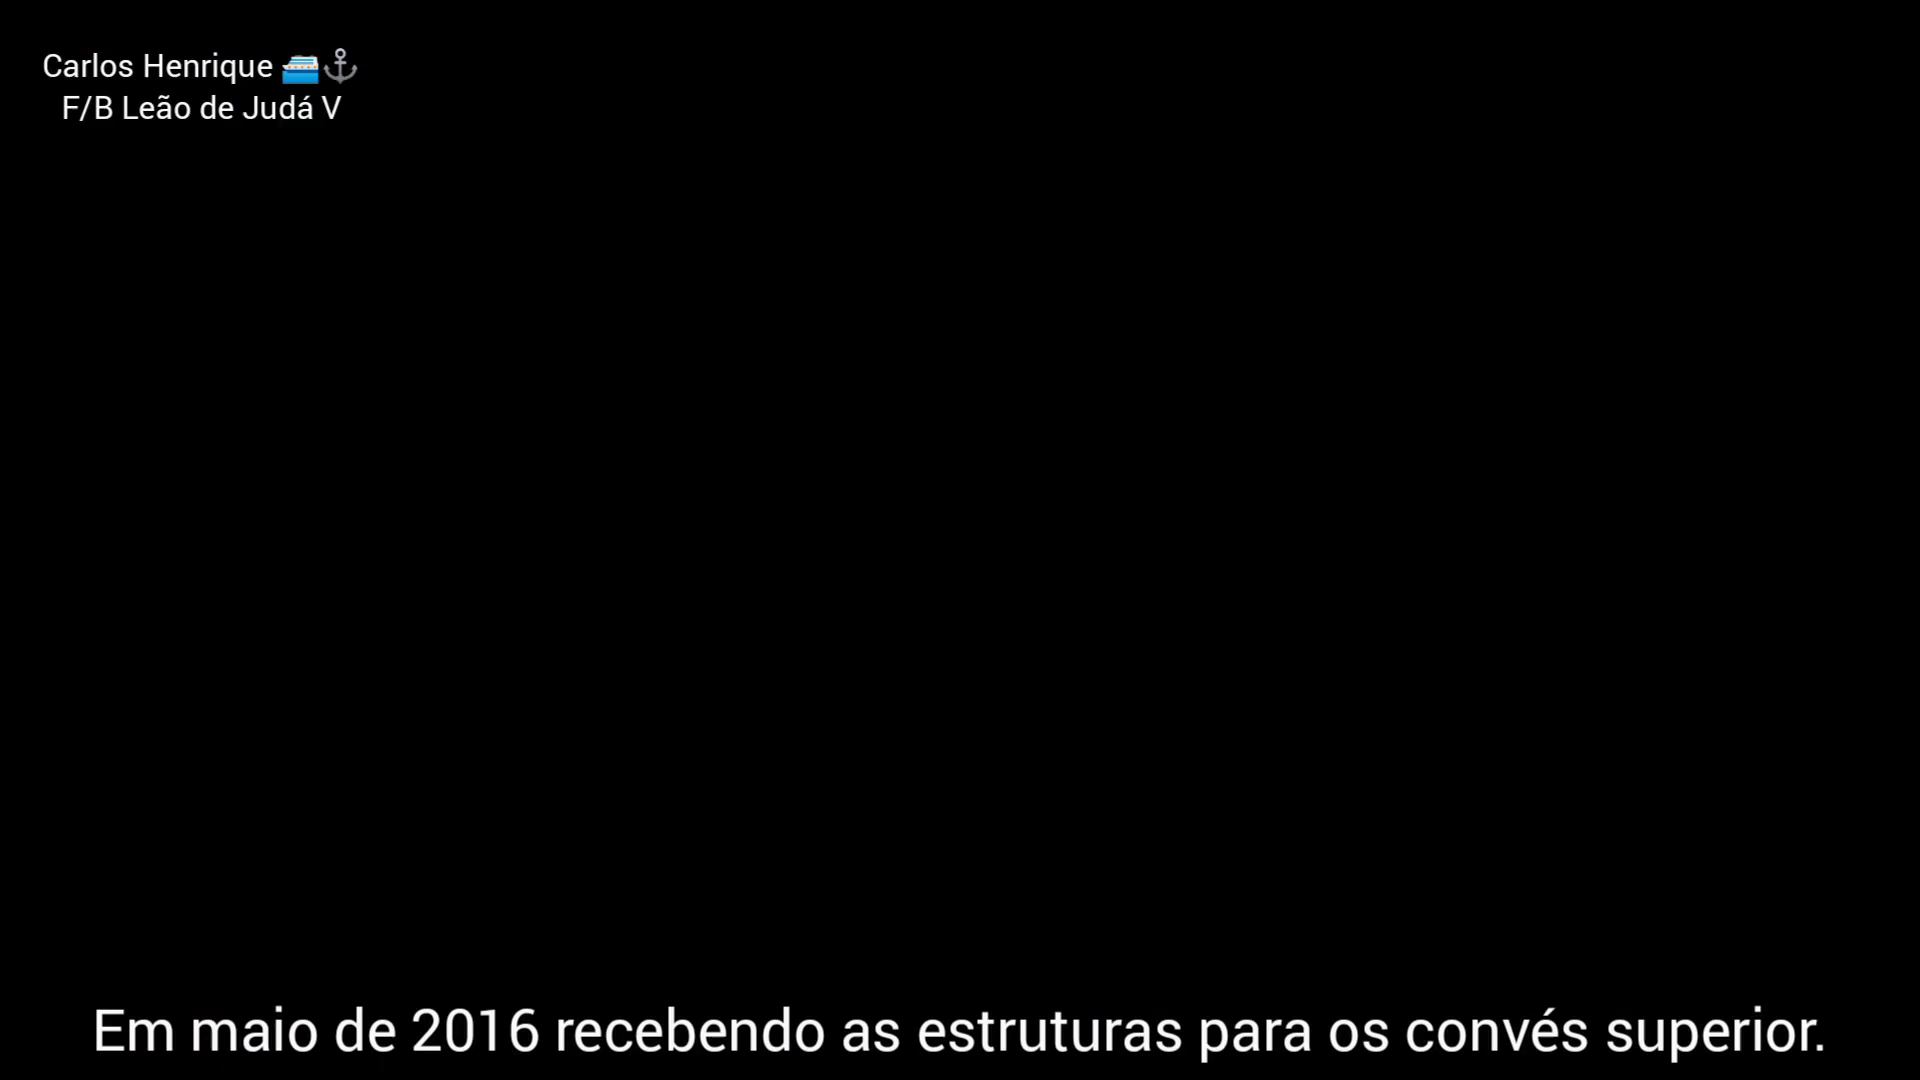 Carlos Henrique 🛳️⚓
F/B Leão de Judá V
Em maio de 2016 recebendo as estruturas para os convés superior.